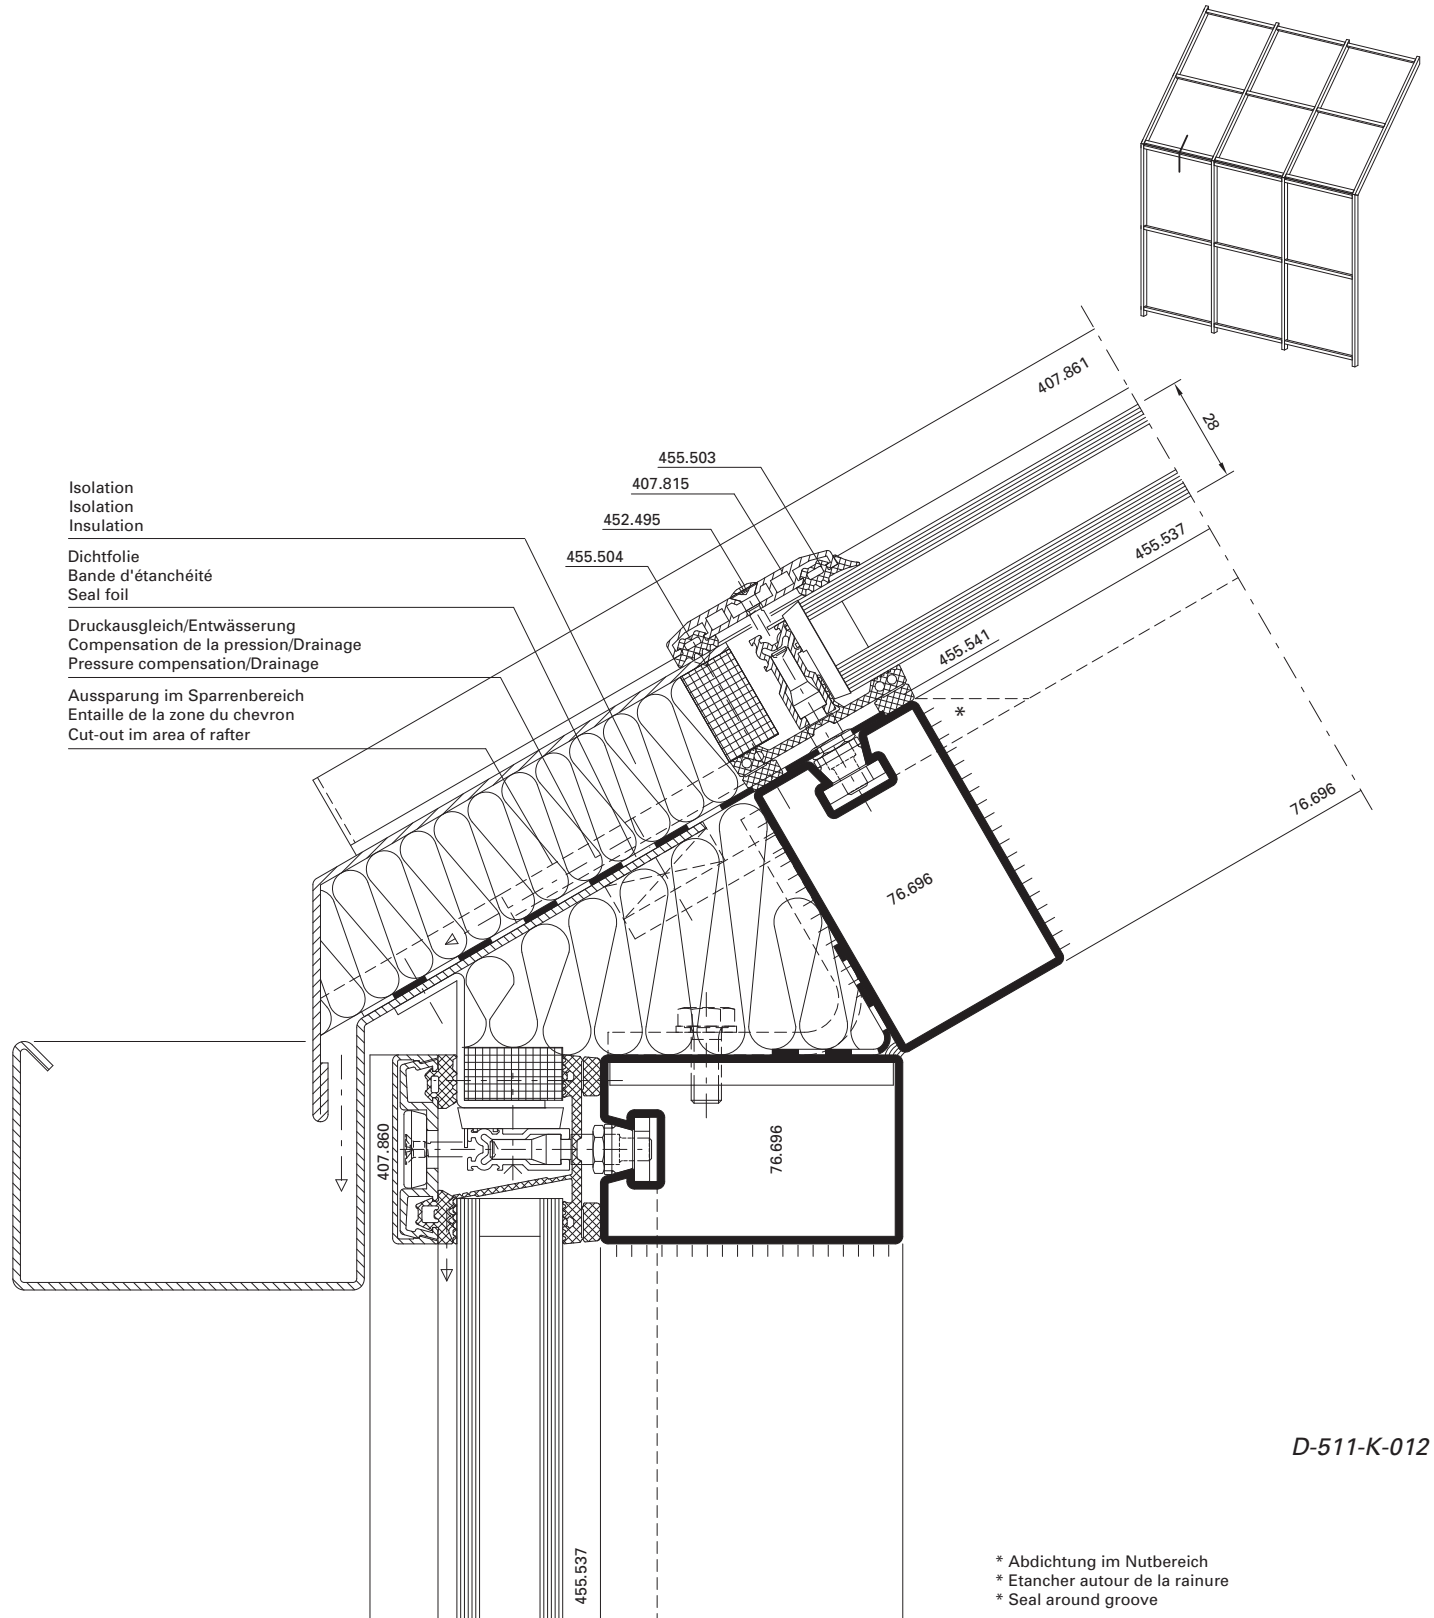 407.861
28
455.503
407.815
452.495
455.504
Isolation
Isolation
Insulation
Dichtfolie
Bande d'étanchéité
Seal foil
Druckausgleich/Entwässerung
Compensation de la pression/Drainage
Pressure compensation/Drainage
Aussparung im Sparrenbereich
Entaille de la zone du chevron
Cut-out im area of rafter
455.537
455.541
*
76.696
76.696
407.860
76.696
D-511-K-012
455.537
* Abdichtung im Nutbereich
* Etancher autour de la rainure
* Seal around groove